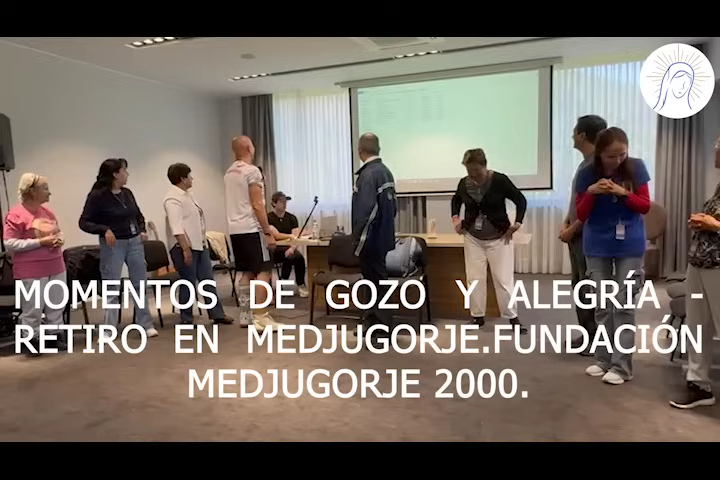 MOMENTOS DE GOZO Y ALEGRÍA -
RETIRO EN MEDJUGORJE.FUNDACIÓN
MEDJUGORJE 2000.